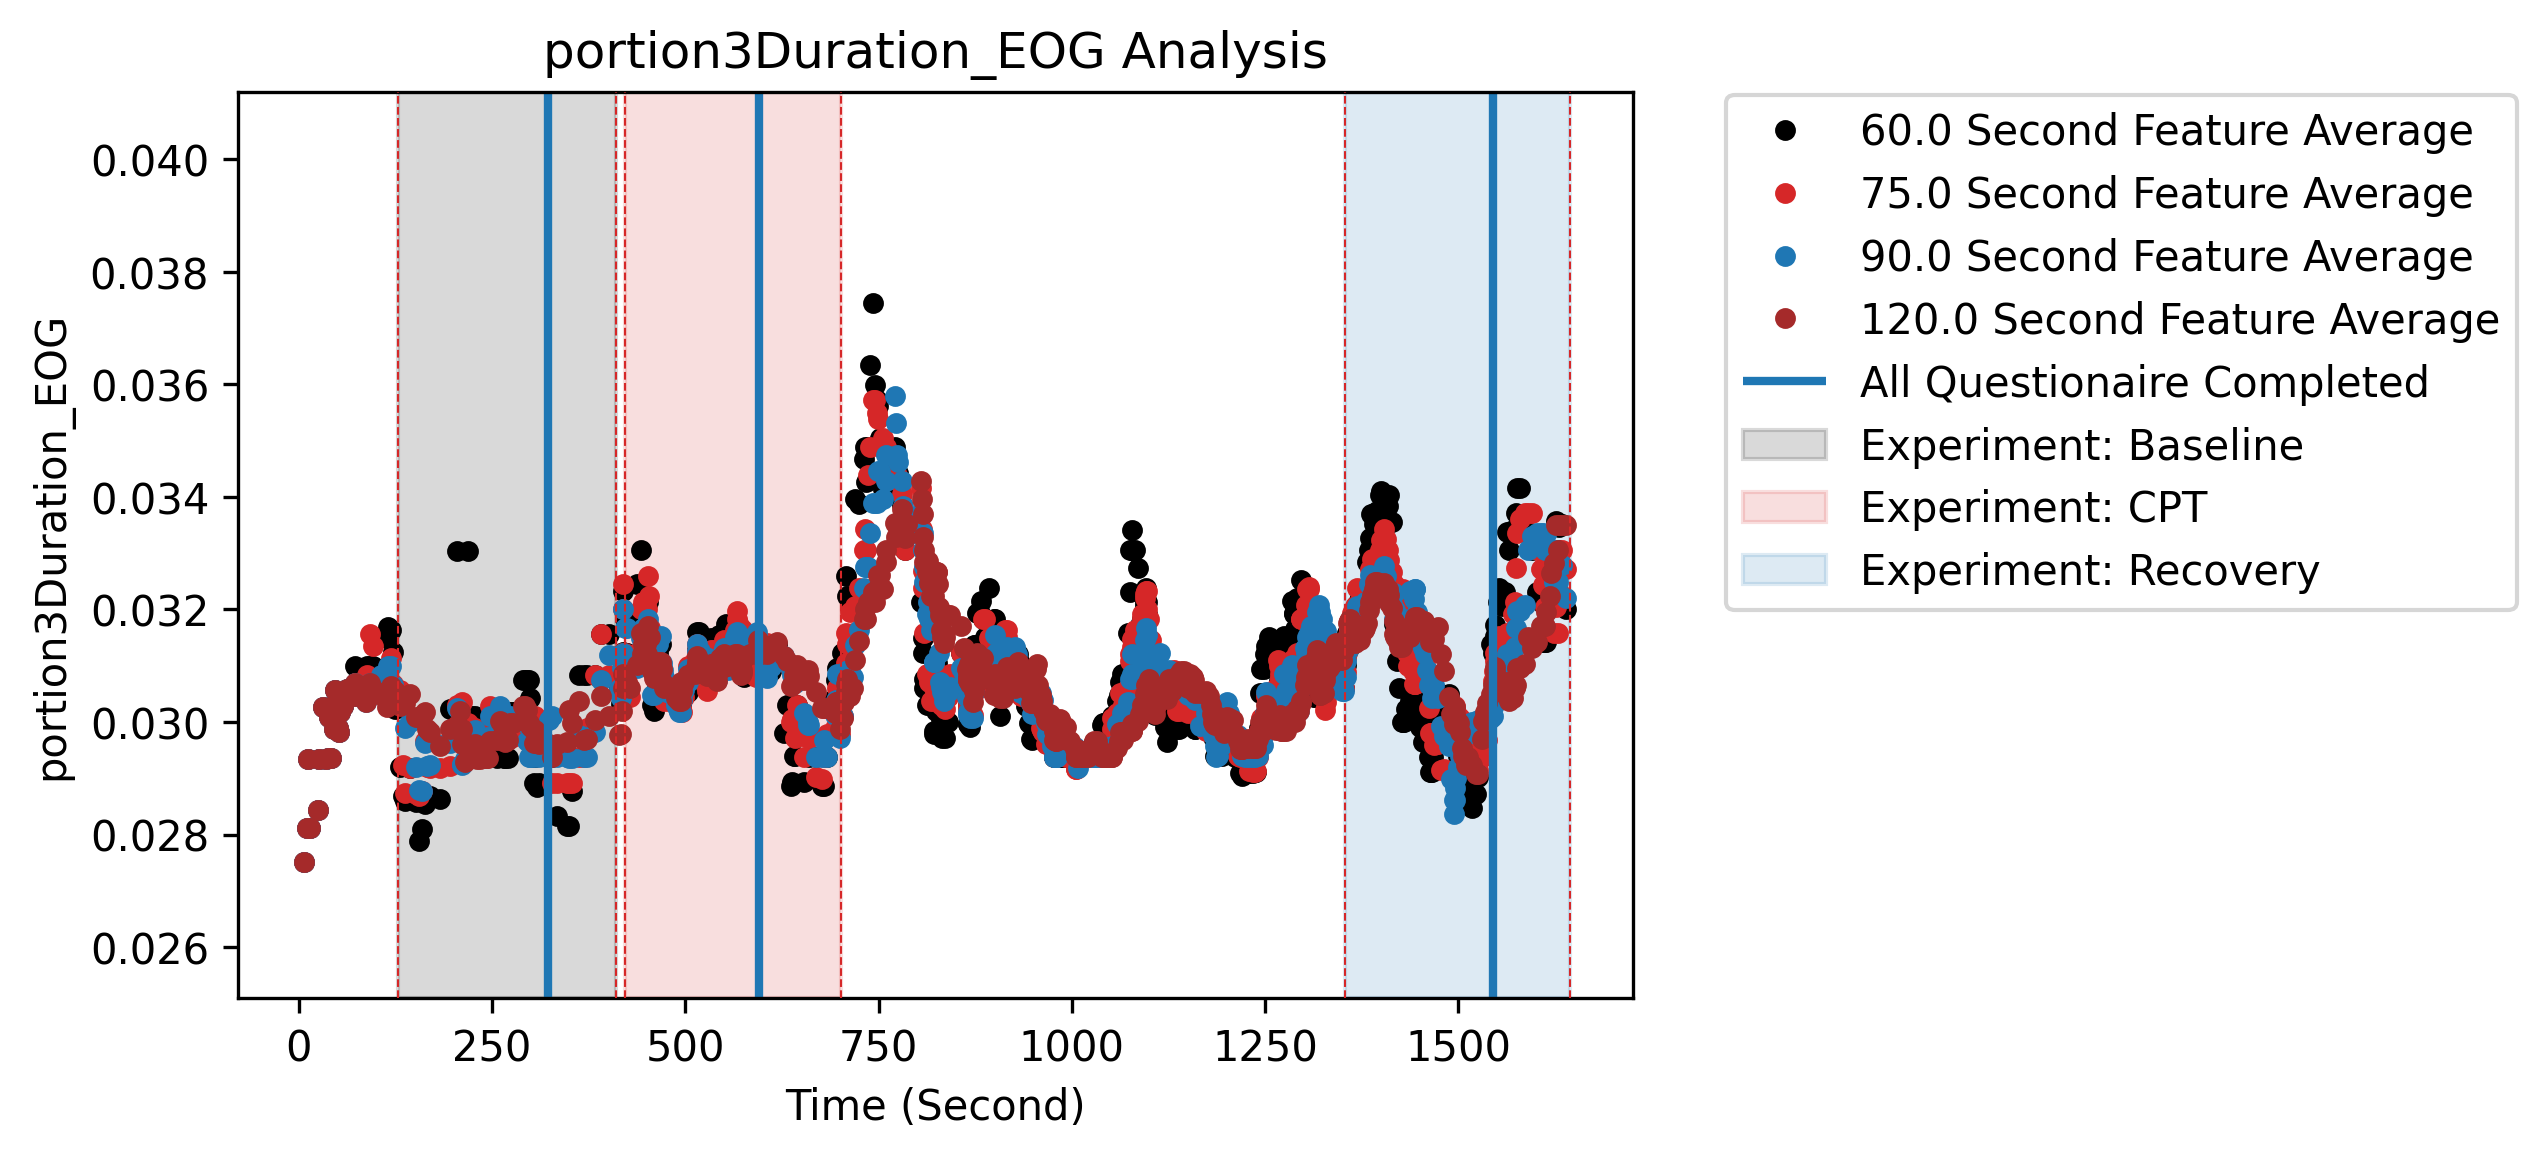 portion3Duration_EOG Analysis
portion3Duration_EOG
0.040
0.038
0.036
0.034
0.032
0.030
0.028
0.026
0
250
500
750
1000
1250
1500
Time (Second)
60.0 Second Feature Average
75.0 Second Feature Average
90.0 Second Feature Average
120.0 Second Feature Average
All Questionaire Completed
Experiment: Baseline
Experiment: CPT
Experiment: Recovery